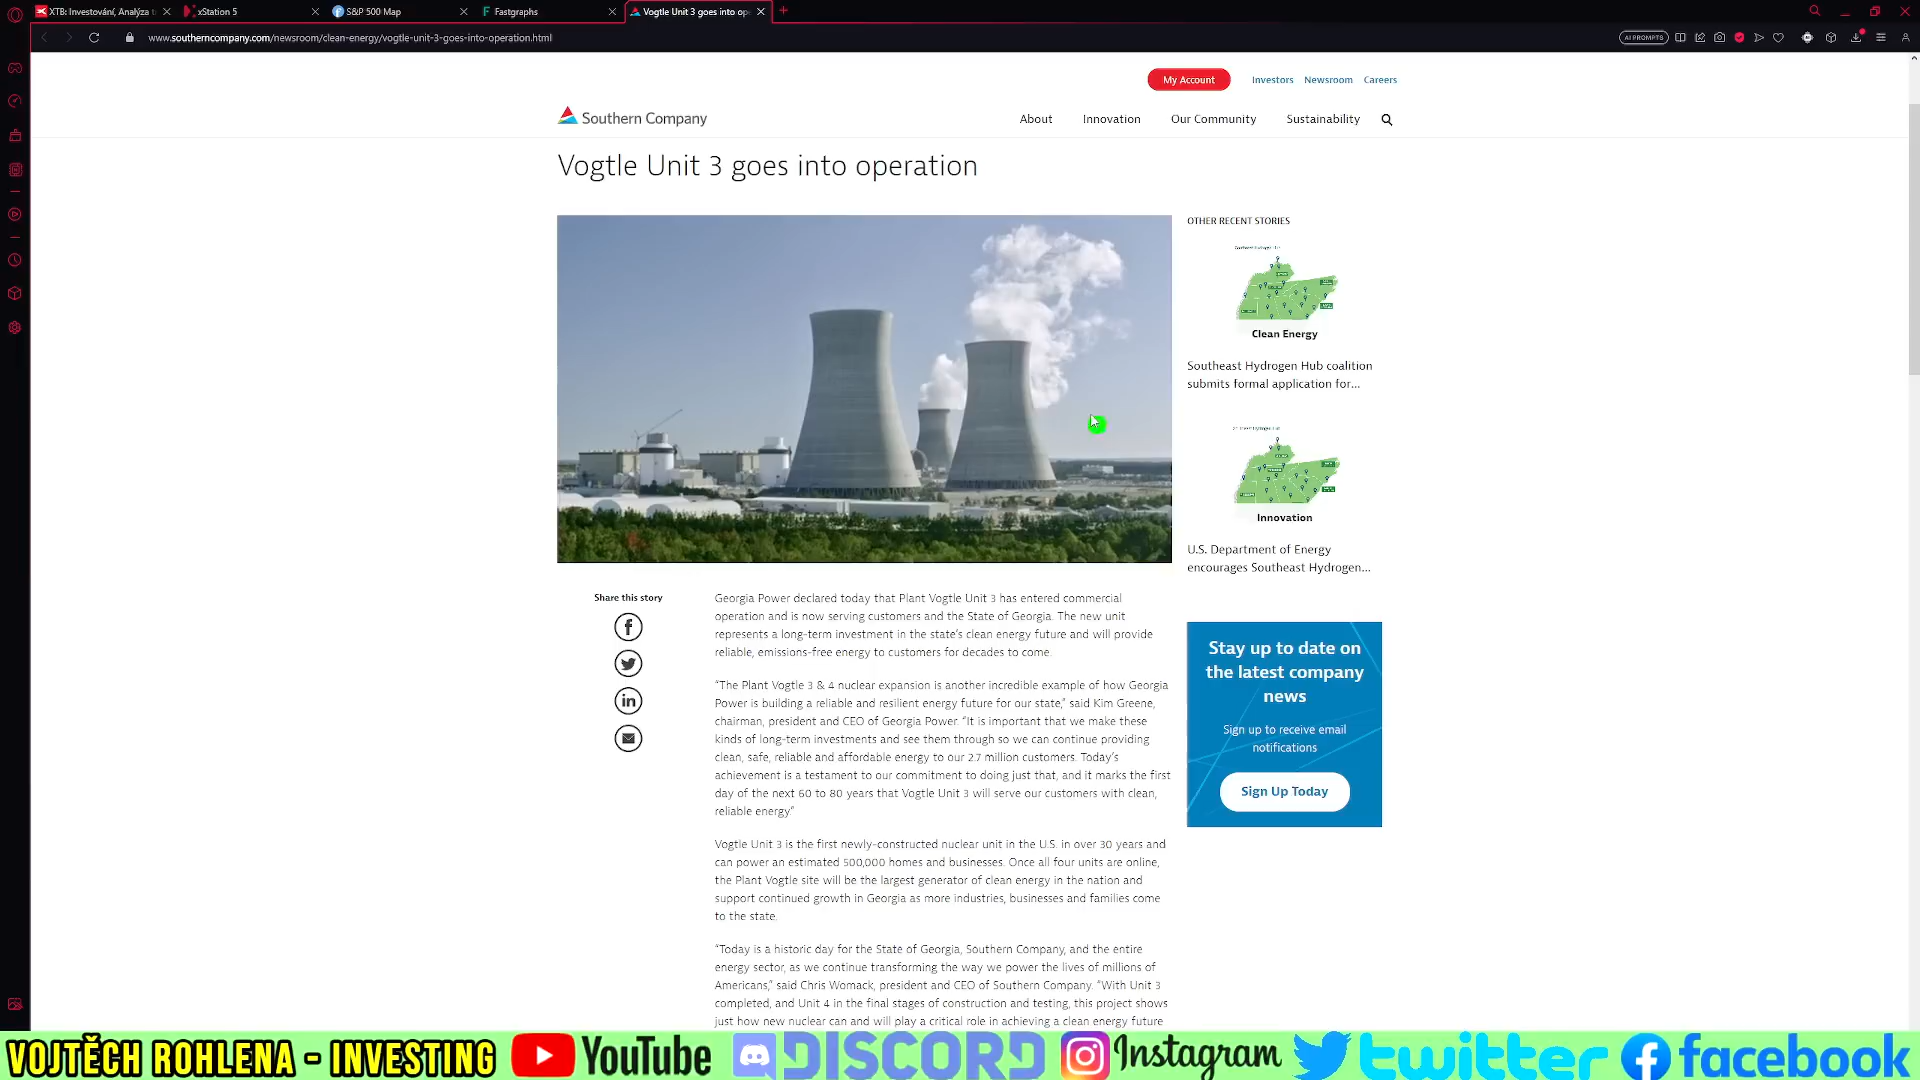 XTB: Investování, Analýza t
xStation 5
S&P 500 Map
Fastgraphs
Vogtle Unit 3 goes into op
www.southerncompany.com/newsroom/clean-energy/vogtle-unit-3-goes-into-operation.html
AI PROMPTS
My Account
Investors
Newsroom
Careers
Southern Company
About
Innovation
Our Community
Sustainability
Vogtle Unit 3 goes into operation
OTHER RECENT STORIES
Clean Energy
Southeast Hydrogen Hub coalition
submits formal application for...
Innovation
U.S. Department of Energy
encourages Southeast Hydrogen...
Share this story
Georgia Power declared today that Plant Vogtle Unit 3 has entered commercial
operation and is now serving customers and the State of Georgia. The new unit
represents a long-term investment in the state's clean energy future and will provide
reliable, emissions-free energy to customers for decades to come.
“The Plant Vogtle 3 & 4 nuclear expansion is another incredible example of how Georgia
Power is building a reliable and resilient energy future for our state,” said Kim Greene,
chairman, president and CEO of Georgia Power. “It is important that we make these
kinds of long-term investments and see them through so we can continue providing
clean, safe, reliable and affordable energy to our 2.7 million customers. Today's
achievement is a testament to our commitment to doing just that, and it marks the first
day of the next 60 to 80 years that Vogtle Unit 3 will serve our customers with clean,
reliable energy.”
Vogtle Unit 3 is the first newly-constructed nuclear unit in the U.S. in over 30 years and
can power an estimated 500,000 homes and businesses. Once all four units are online,
the Plant Vogtle site will be the largest generator of clean energy in the nation and
support continued growth in Georgia as more industries, businesses and families come
to the state.
“Today is a historic day for the State of Georgia, Southern Company, and the entire
energy sector, as we continue transforming the way we power the lives of millions of
Americans,” said Chris Womack, president and CEO of Southern Company. “With Unit 3
completed, and Unit 4 in the final stages of construction and testing, this project shows
just how new nuclear can and will play a critical role in achieving a clean energy future
Stay up to date on
the latest company
news
Sign up to receive email
notifications
Sign Up Today
VOJTĚCH ROHLENA - INVESTING
YouTube
DISCORD
Instagram
twitter
facebook